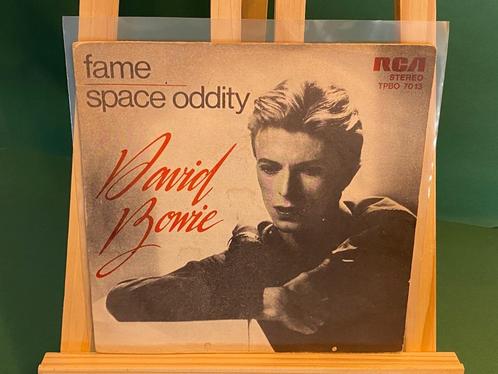 fame
space oddity
RCA
STEREO
TPBO 7013
David
Bowie